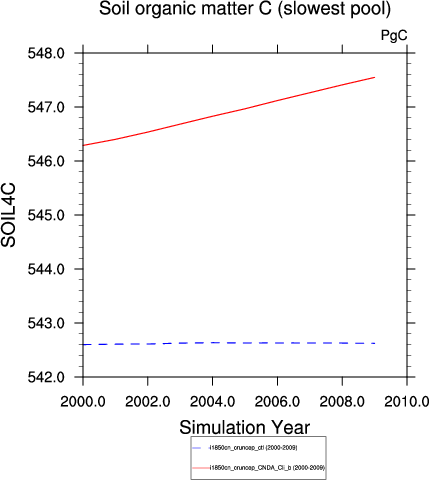 Soil organic matter C (slowest pool)
PgC
548.0
547.0
546.0
545.0
544.0
543.0
542.0
SOIL4C
2000.0 2002.0 2004.0 2006.0 2008.0 2010.0
Simulation Year
i1850cn_cruncep_ctl (2000-2009)
i1850cn_cruncep_CNDA_Cli_b (2000-2009)